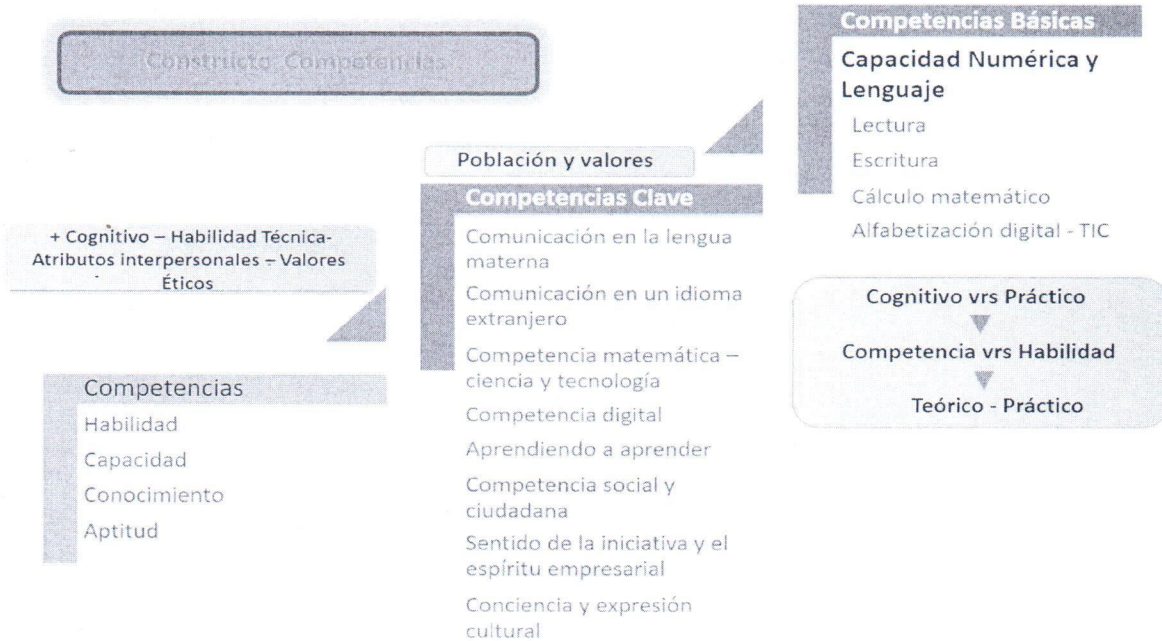 Constructo Competencias
+ Cognitivo – Habilidad Técnica-
Atributos interpersonales – Valores
Éticos
Competencias
Habilidad
Capacidad
Conocimiento
Aptitud
Población y valores
Competencias Clave
Comunicación en la lengua
materna
Comunicación en un idioma
extranjero
Competencia matemática –
ciencia y tecnología
Competencia digital
Aprendiendo a aprender
Competencia social y
ciudadana
Sentido de la iniciativa y el
espíritu empresarial
Conciencia y expresión
cultural
Competencias Básicas
Capacidad Numérica y
Lenguaje
Lectura
Escritura
Cálculo matemático
Alfabetización digital - TIC
Cognitivo vrs Práctico
Competencia vrs Habilidad
Teórico - Práctico